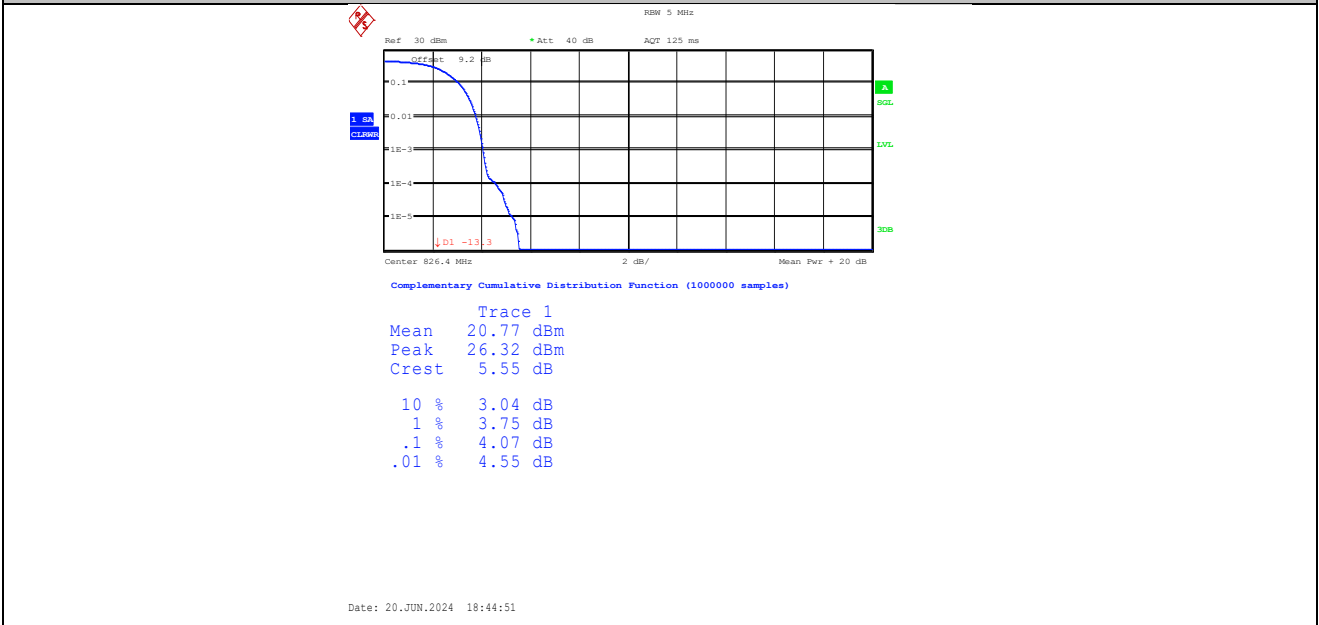 RBW 5 MHz
Ref 30 dBm *Att 40 dB AQT 125 ms
Offset 9.2 dB
0.1
A
SGL
0.01
1 SA
CLRWR
1E-3
LVL
1E-4
1E-5
3DB
D1 -13.3
Center 826.4 MHz 2 dB/ Mean Pwr + 20 dB
Complementary Cumulative Distribution Function (1000000 samples)
Trace 1
Mean 20.77 dBm
Peak 26.32 dBm
Crest 5.55 dB
10 % 3.04 dB
1 % 3.75 dB
.1 % 4.07 dB
.01 % 4.55 dB
Date: 20.JUN.2024 18:44:51